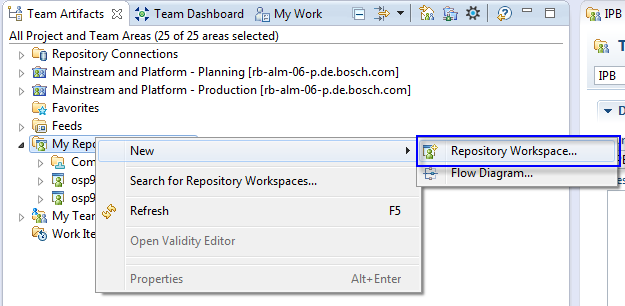 Team Artifacts
Team Dashboard
My Work
IPB
All Project and Team Areas (25 of 25 areas selected)
Repository Connections
Mainstream and Platform - Planning [rb-alm-06-p.de.bosch.com]
Mainstream and Platform - Production [rb-alm-06-p.de.bosch.com]
IPB
Favorites
Feeds
My Repo
New
Repository Workspace...
Com
Flow Diagram...
osp9
Search for Repository Workspaces...
osp9
Refresh F5
My Team
Work Ite
Open Validity Editor
Properties Alt+Enter